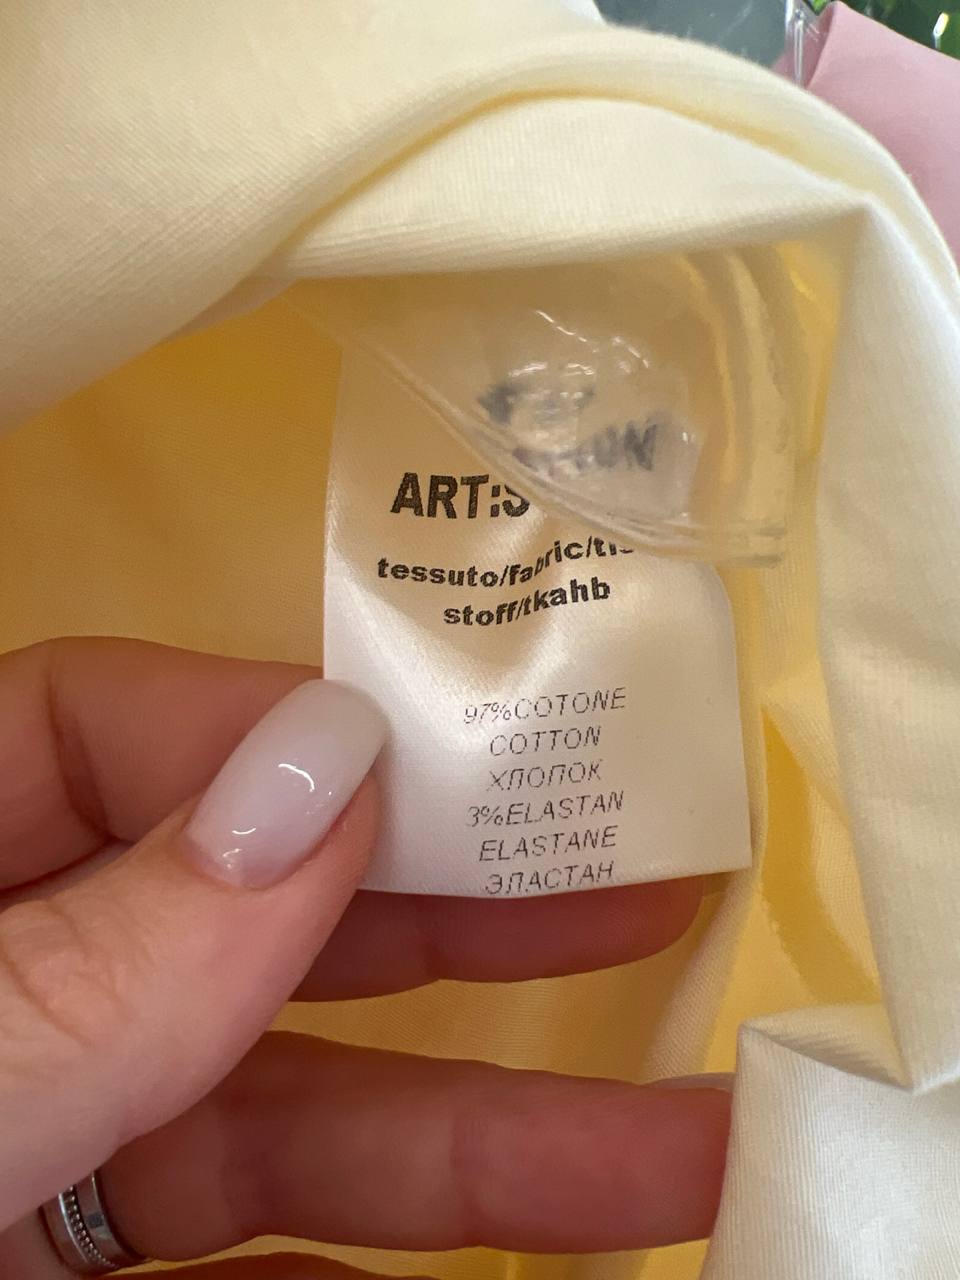 ART:S
tessuto/fabric/
stoff/tkahb
97%COTONE
COTTON
ХЛОПОК
3%ELASTAN
ELASTANE
ЭЛАСТАН